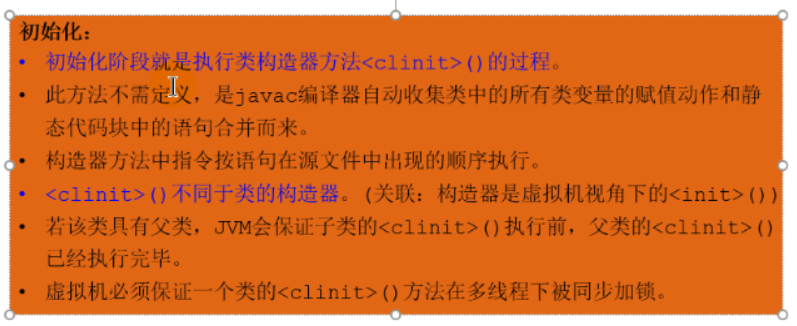 初始化：
• 初始化阶段就是执行类构造器方法<clinit>()的过程。
• 此方法不需定义，是javac编译器自动收集类中的所有类变量的赋值动作和静
态代码块中的语句合并而来。
• 构造器方法中指令按语句在源文件中出现的顺序执行。
• <clinit>()不同于类的构造器。(关联：构造器是虚拟机视角下的<init>())
• 若该类具有父类，JVM会保证子类的<clinit>()执行前，父类的<clinit>()
已经执行完毕。
• 虚拟机必须保证一个类的<clinit>()方法在多线程下被同步加锁。